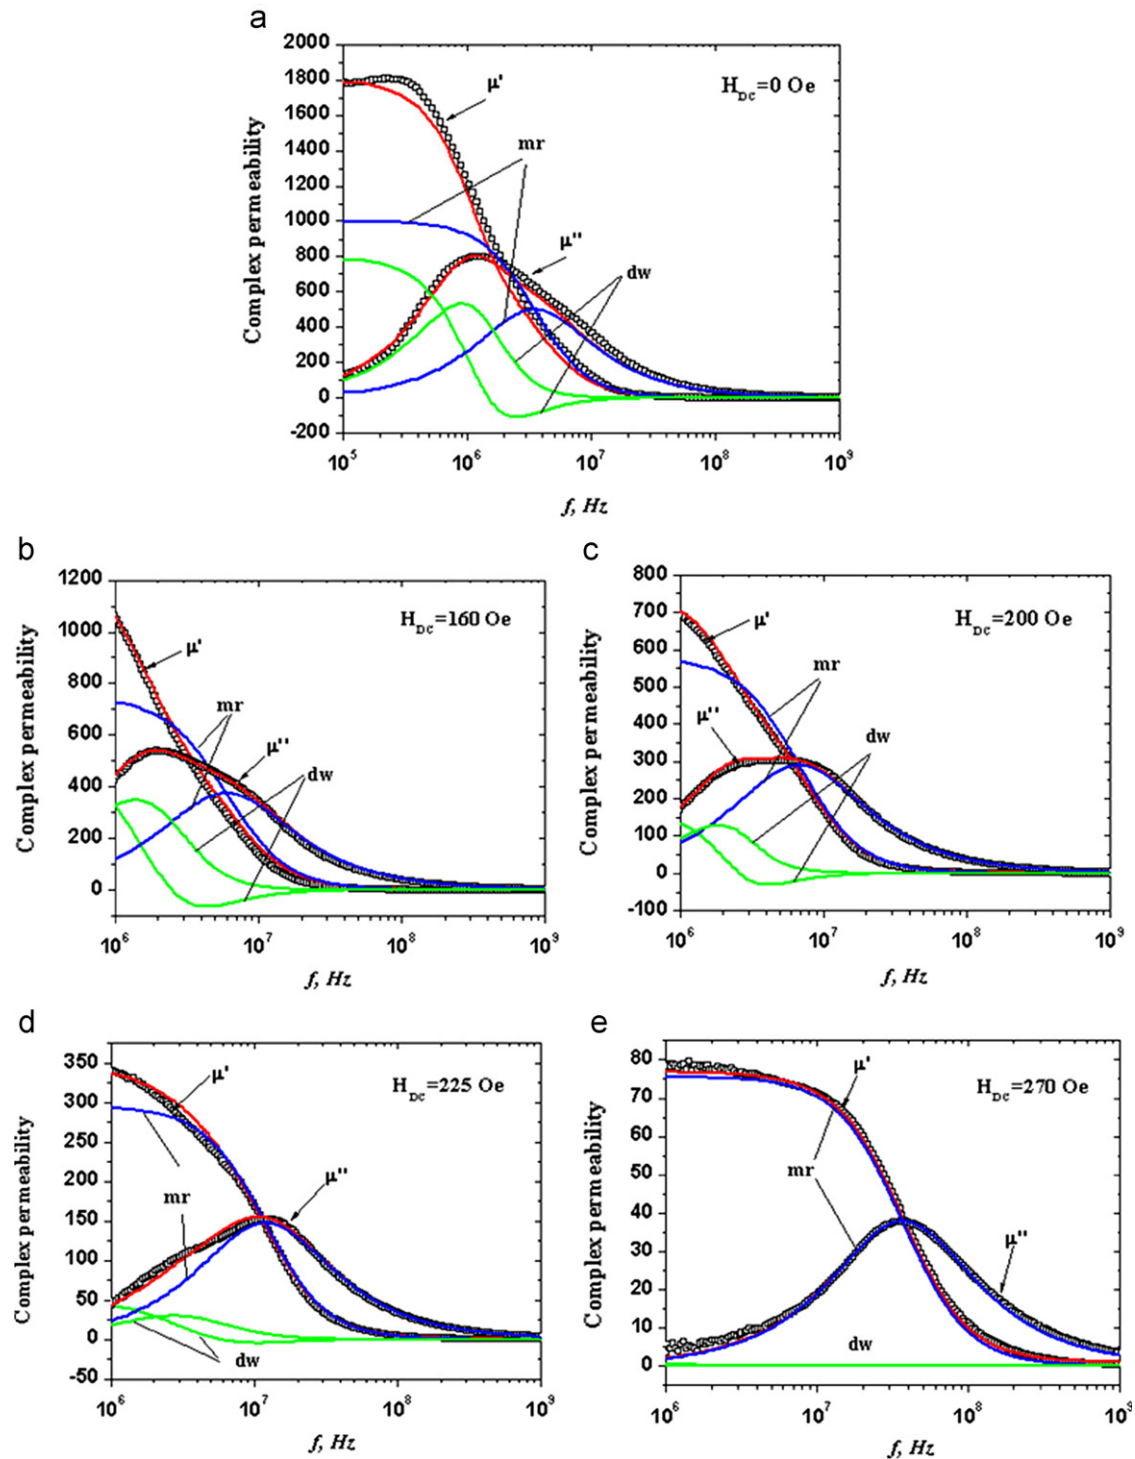 a
2000
1800
1600
1400
1200
1000
800
600
400
200
0
-200
Complex permeability
H_DC=0 Oe
μ'
mr
μ''
dw
10^5 10^6 10^7 10^8 10^9
f, Hz
b
1200
1000
800
600
400
200
0
Complex permeability
H_DC=160 Oe
μ'
mr
μ''
dw
10^6 10^7 10^8 10^9
f, Hz
c
800
700
600
500
400
300
200
100
0
-100
Complex permeability
H_DC=200 Oe
μ'
mr
μ''
dw
10^6 10^7 10^8 10^9
f, Hz
d
350
300
250
200
150
100
50
0
-50
Complex permeability
H_DC=225 Oe
μ'
μ''
mr
dw
10^6 10^7 10^8 10^9
f, Hz
e
80
70
60
50
40
30
20
10
0
Complex permeability
H_DC=270 Oe
μ'
mr
μ''
dw
10^6 10^7 10^8 10^9
f, Hz